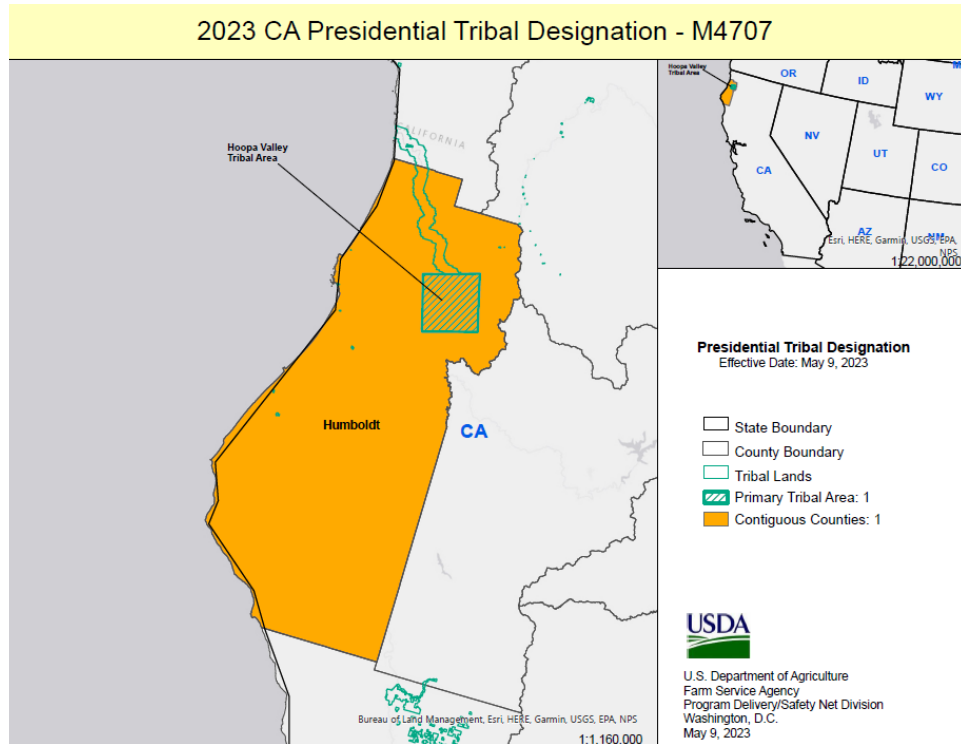 2023 CA Presidential Tribal Designation - M4707
Hoopa Valley
Tribal Area
CALIFORNIA
Humboldt
CA
Bureau of Land Management, Esri, HERE, Garmin, USGS, EPA, NPS
1:1,160,000
Hoopa Valley
Tribal Area
OR
ID
WY
NV
CA
UT
CO
AZ
NM
Esri, HERE, Garmin, USGS, EPA,
NPS
1:22,000,000
Presidential Tribal Designation
Effective Date: May 9, 2023
State Boundary
County Boundary
Tribal Lands
Primary Tribal Area: 1
Contiguous Counties: 1
USDA
U.S. Department of Agriculture
Farm Service Agency
Program Delivery/Safety Net Division
Washington, D.C.
May 9, 2023